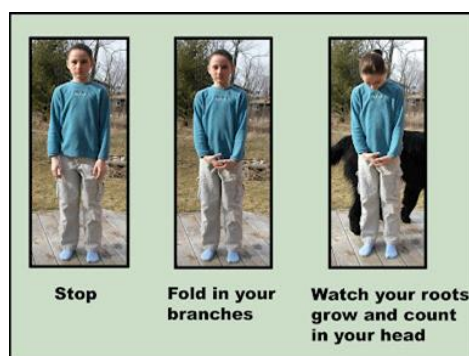 Stop
Fold in your
branches
Watch your roots
grow and count
in your head